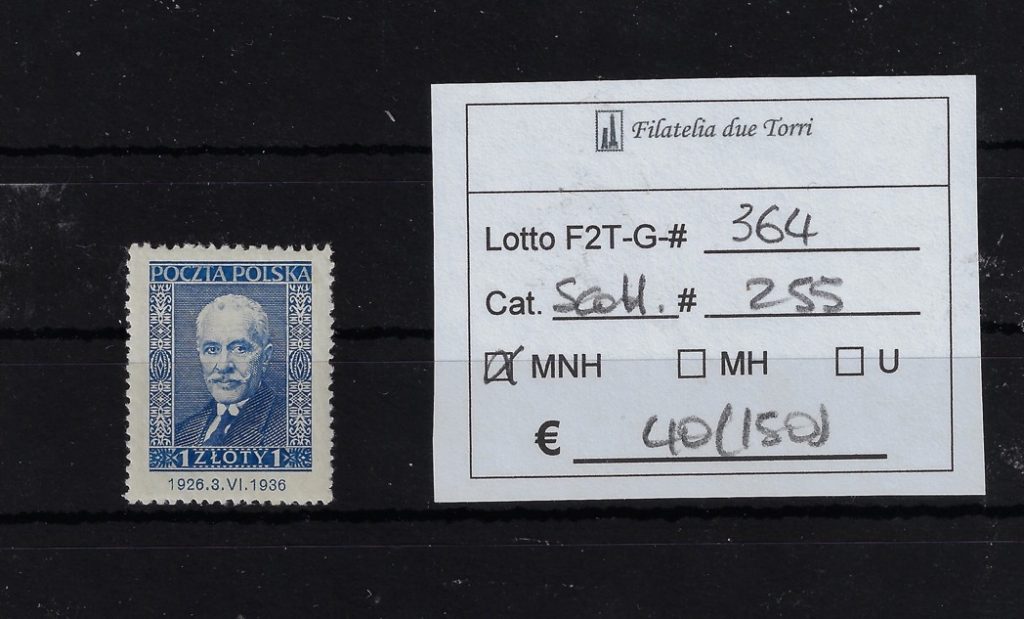 POCZTA POLSKA
1 ZŁOTY 1
1926.3.VI.1936
Filatelia due Torri
Lotto F2T-G-# 364
Cat. Scott. # 255
MNH MH U
€ 40(150)